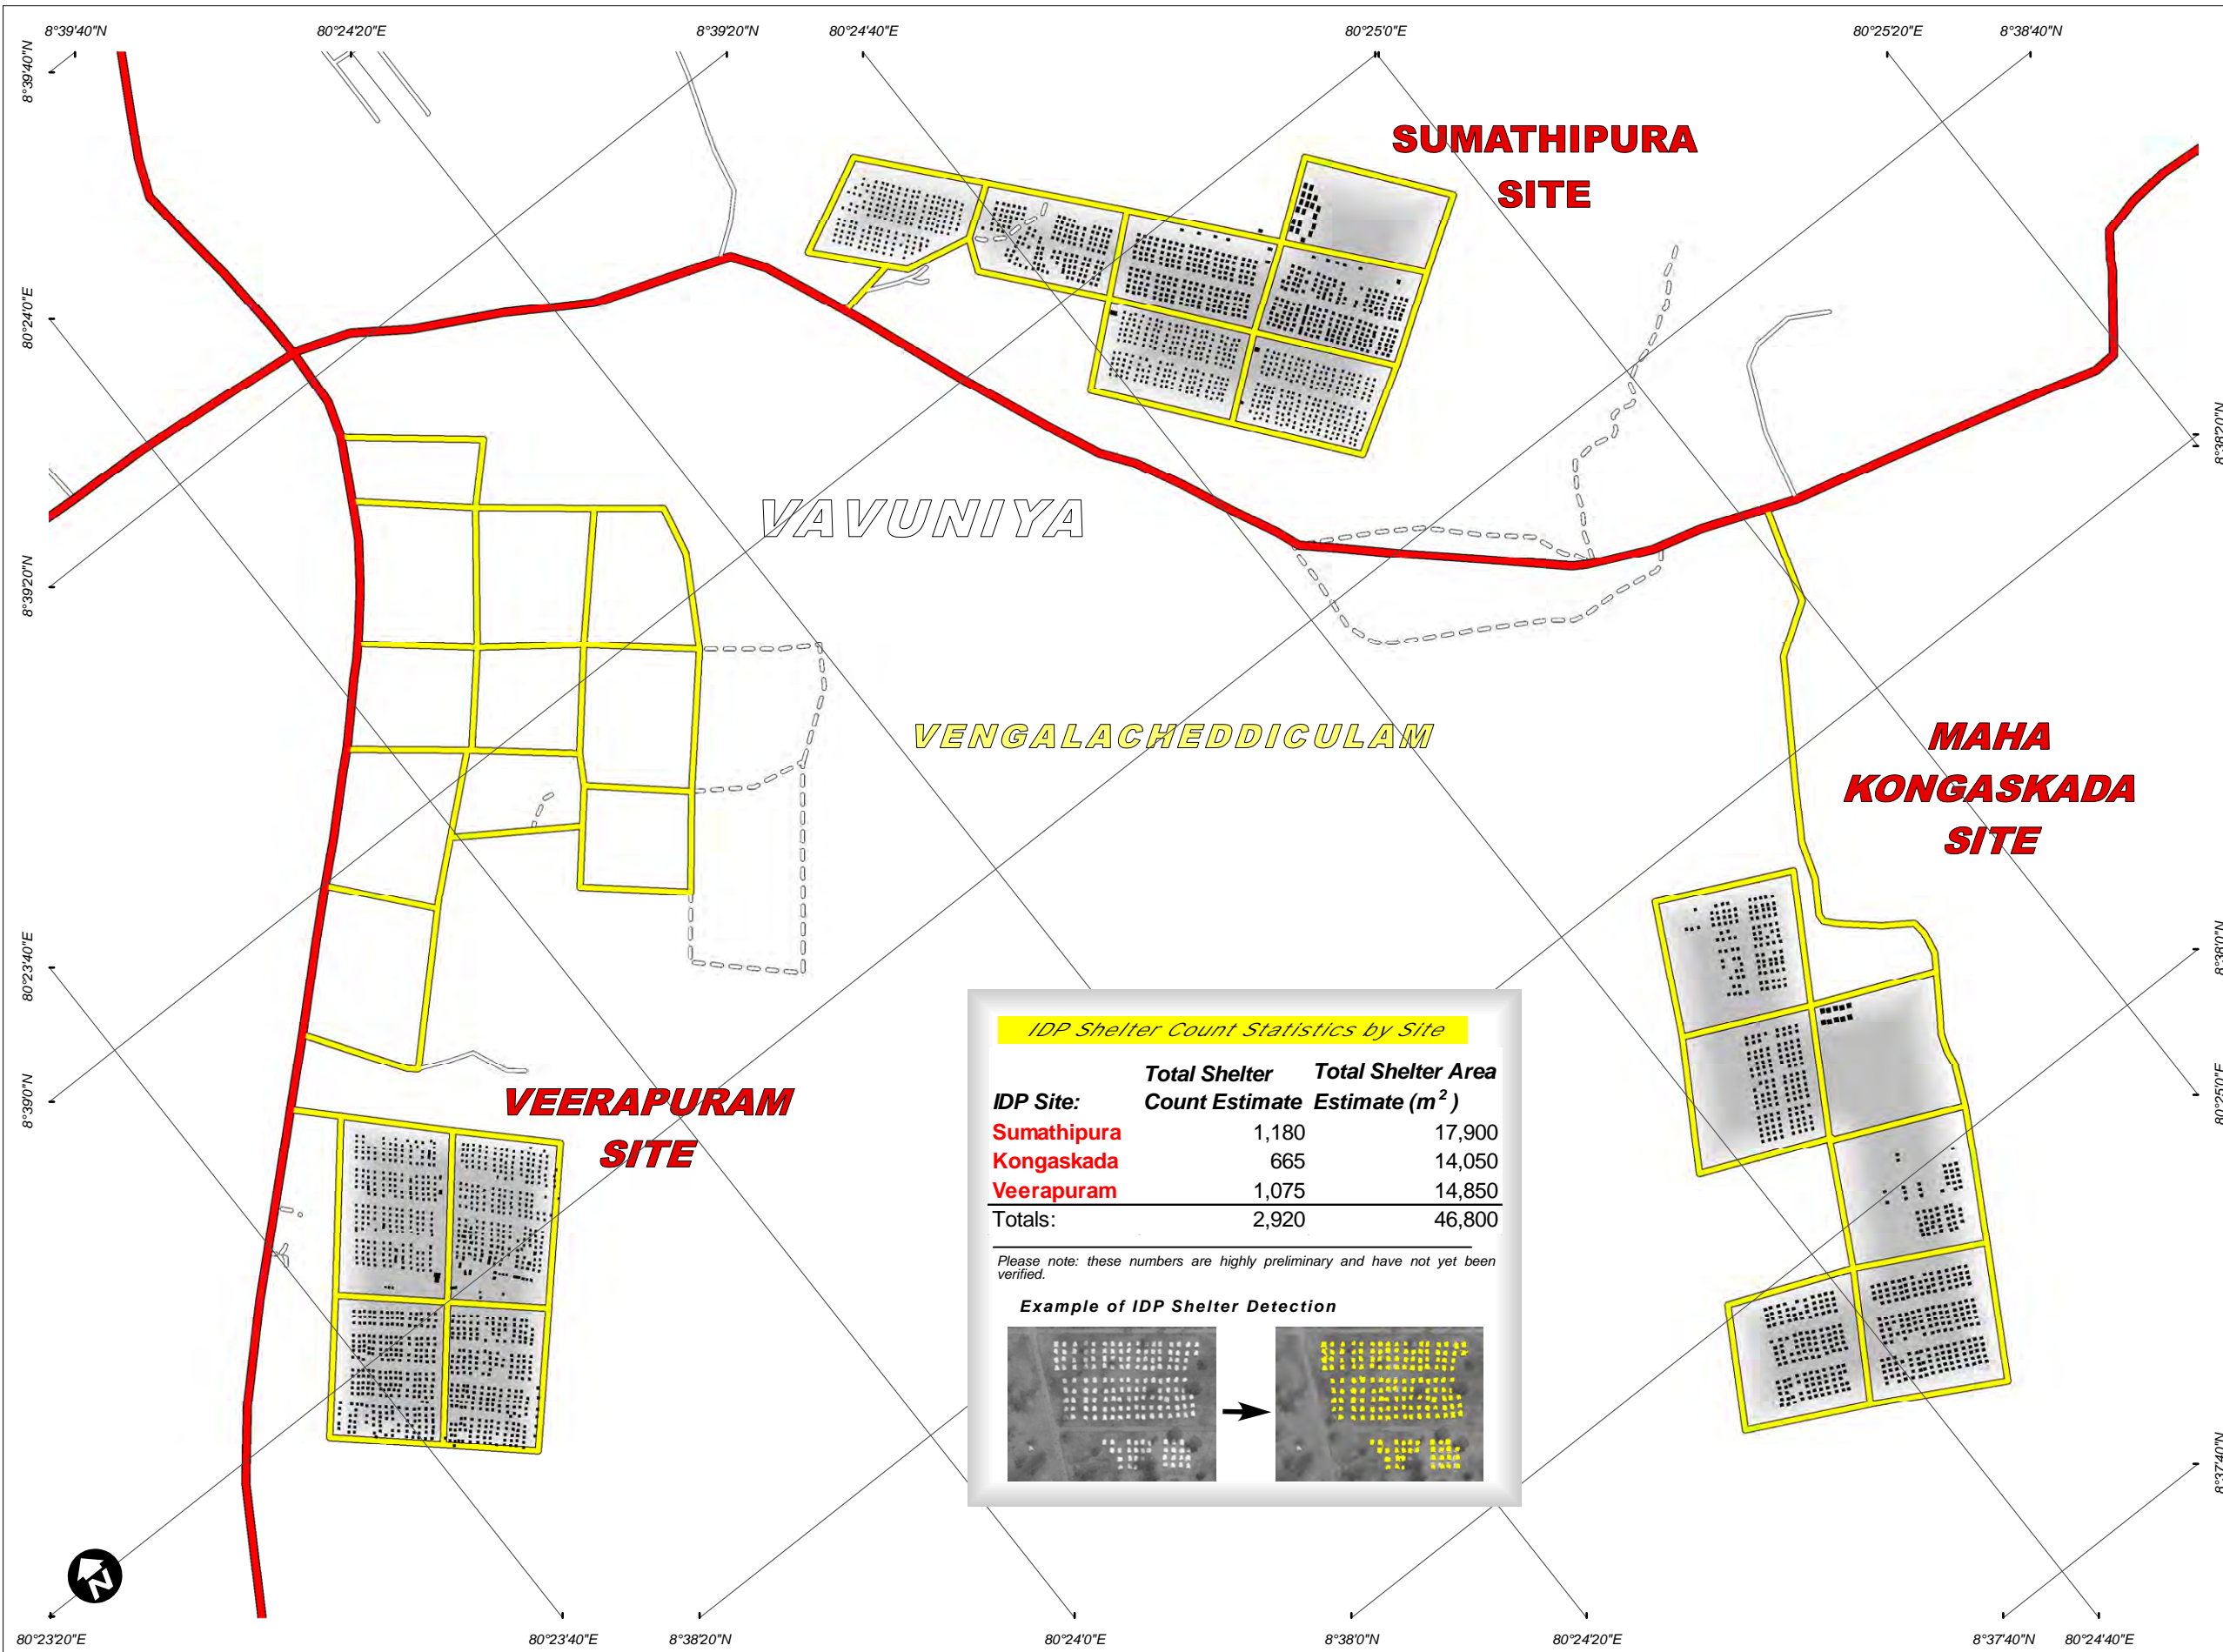 8°39'40"N 80°24'20"E 8°39'20"N 80°24'40"E 80°25'0"E 80°25'20"E 8°38'40"N
8°39'40"N
SUMATHIPURA
SITE
80°24'0"E
8°38'20"N
VAVUNIYA
8°39'20"N
VENGALACHEDDICULAM
MAHA
KONGASKADA
SITE
80°23'40"E
8°38'0"N
8°39'0"N
80°25'0"E
VEERAPURAM
SITE
IDP Shelter Count Statistics by Site
Total Shelter Total Shelter Area
IDP Site: Count Estimate Estimate (m²)
Sumathipura 1,180 17,900
Kongaskada 665 14,050
Veerapuram 1,075 14,850
Totals: 2,920 46,800
Please note: these numbers are highly preliminary and have not yet been
verified.
Example of IDP Shelter Detection
8°37'40"N
N
80°23'20"E 80°23'40"E 8°38'20"N 80°24'0"E 8°38'0"N 80°24'20"E 8°37'40"N 80°24'40"E